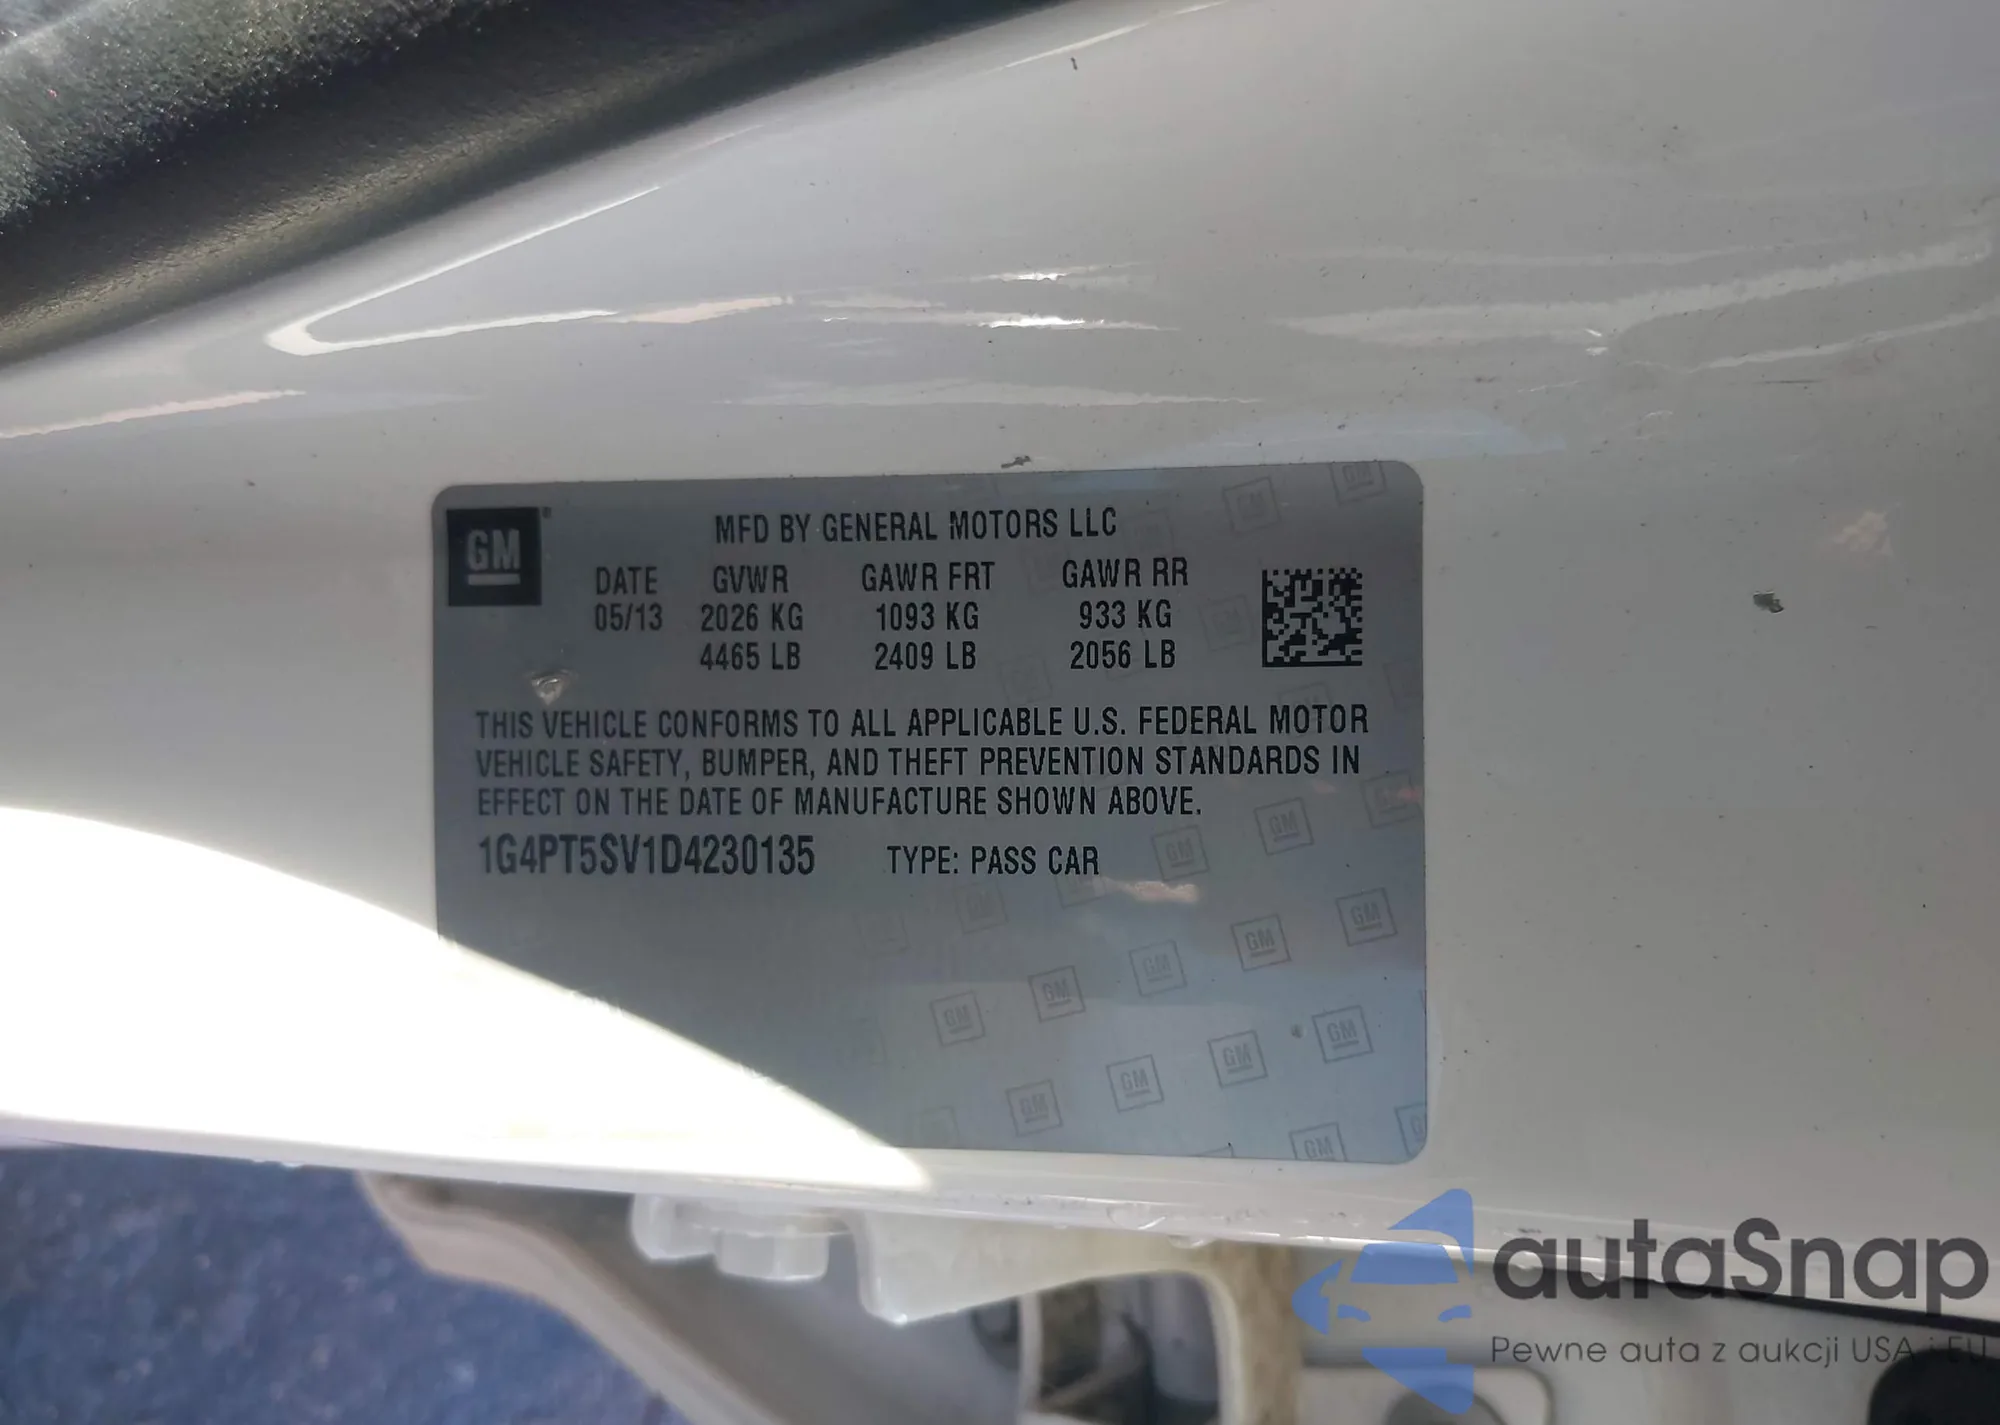 GM
MFD BY GENERAL MOTORS LLC
DATE GVWR GAWR FRT GAWR RR
05/13 2026 KG 1093 KG 933 KG
4465 LB 2409 LB 2056 LB
THIS VEHICLE CONFORMS TO ALL APPLICABLE U.S. FEDERAL MOTOR
VEHICLE SAFETY, BUMPER, AND THEFT PREVENTION STANDARDS IN
EFFECT ON THE DATE OF MANUFACTURE SHOWN ABOVE.
1G4PT5SV1D4230135 TYPE: PASS CAR
autaSnap
Pewne auta z aukcji USA i EU